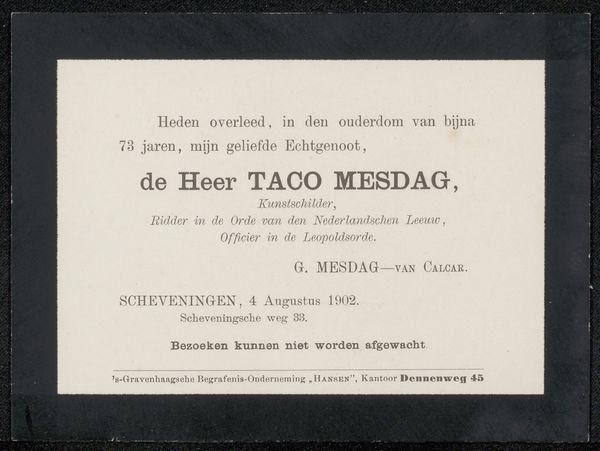 Heden overleed, in den ouderdom van bijna
73 jaren, mijn geliefde Echtgenoot,
de Heer TACO MESDAG,
Kunstschilder,
Ridder in de Orde van den Nederlandschen Leeuw,
Officier in de Leopoldsorde.
G. MESDAG—VAN CALCAR.
SCHEVENINGEN, 4 Augustus 1902.
Scheveningsche weg 33.
Bezoeken kunnen niet worden afgewacht.
's-Gravenhaagsche Begrafenis-Onderneming „HANSEN", Kantoor Dennenweg 45